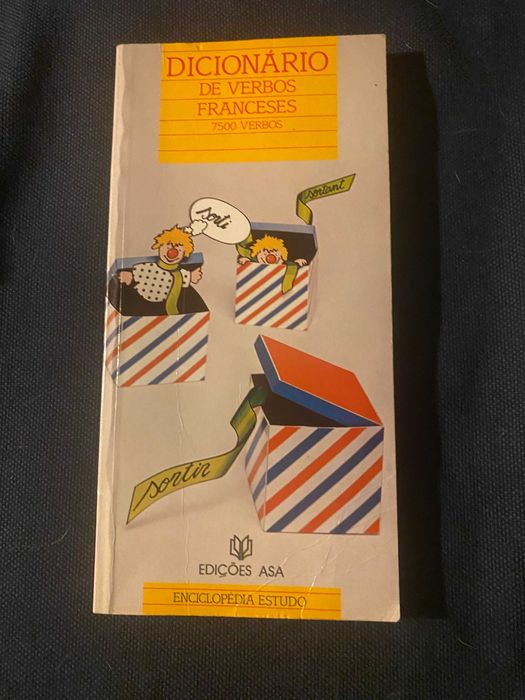 DICIONÁRIO
DE VERBOS
FRANCESES
7500 VERBOS
sortant
sorti
sortir
EDIÇÕES ASA
ENCICLOPÉDIA ESTUDO